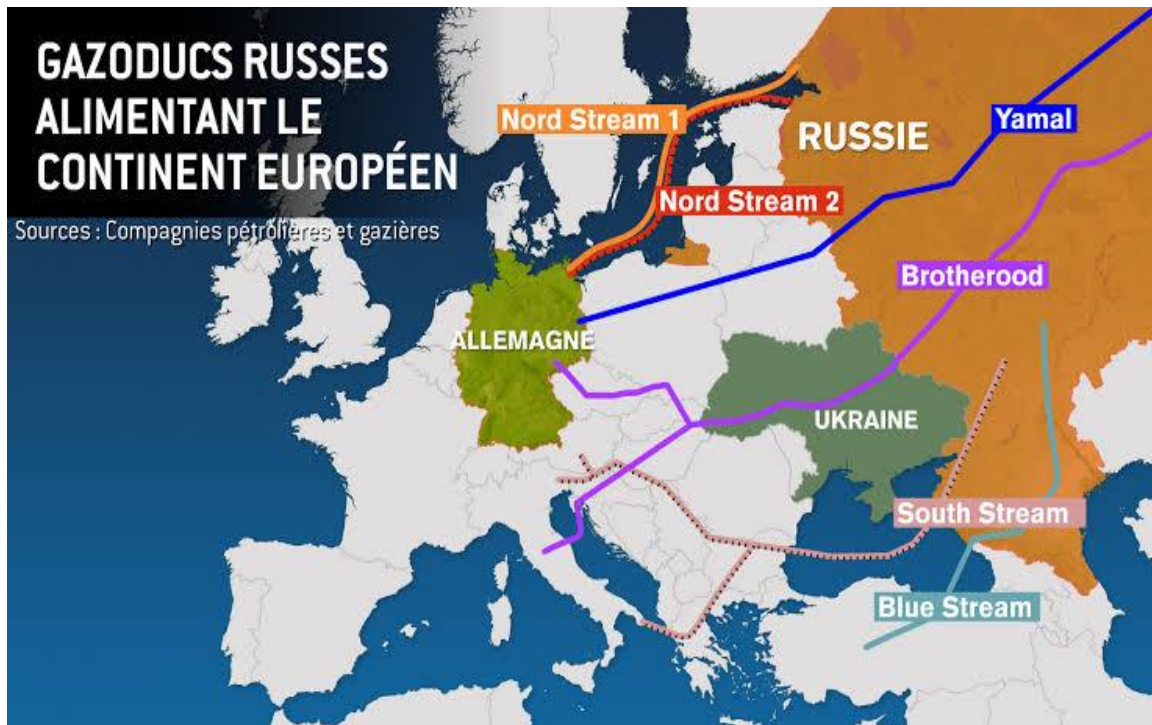 GAZODUCS RUSSES
ALIMENTANT LE
CONTINENT EUROPÉEN
Sources : Compagnies pétrolières et gazières
Nord Stream 1
Yamal
RUSSIE
Nord Stream 2
Brotherood
ALLEMAGNE
UKRAINE
South Stream
Blue Stream